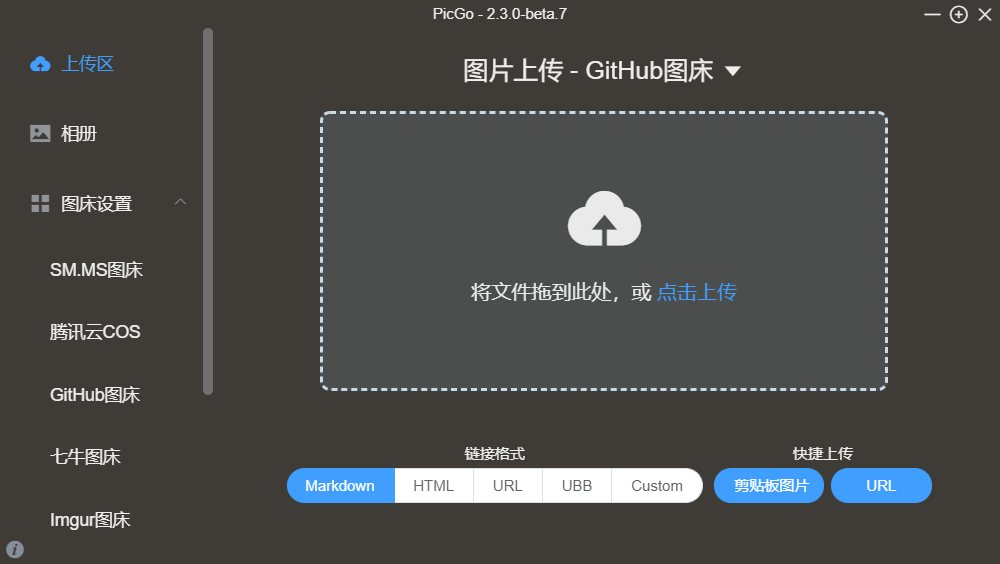 PicGo - 2.3.0-beta.7
上传区
相册
图床设置
SM.MS图床
腾讯云COS
GitHub图床
七牛图床
Imgur图床
图片上传 - GitHub图床
将文件拖到此处，或 点击上传
链接格式
Markdown HTML URL UBB Custom
快捷上传
剪贴板图片 URL